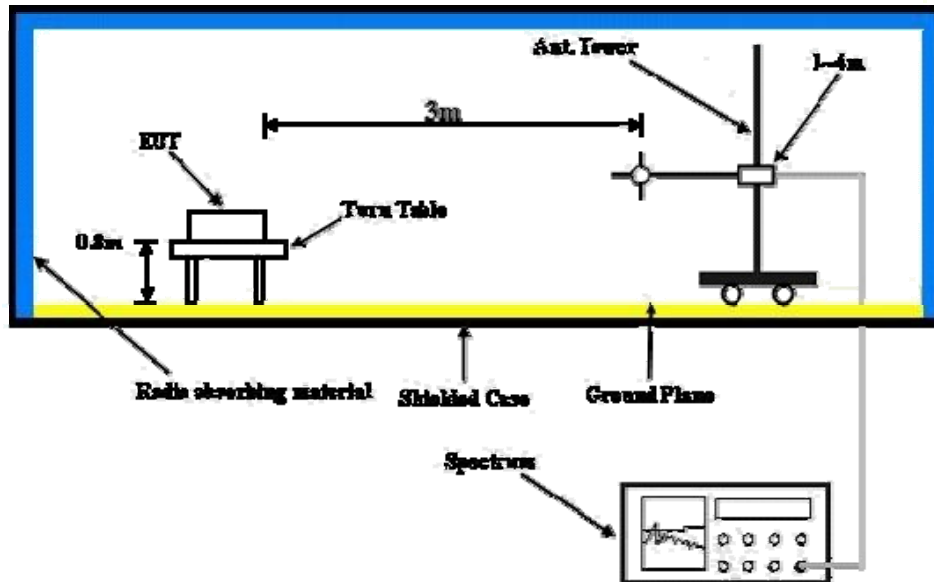 Ant. Tower
1-4m
3m
EUT
Turn Table
0.8m
Radio absorbing material
Shielded Case
Ground Plane
Spectrum